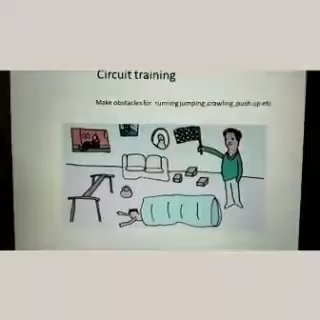 Circuit training
Make obstacles for running,jumping,crawling,push up etc